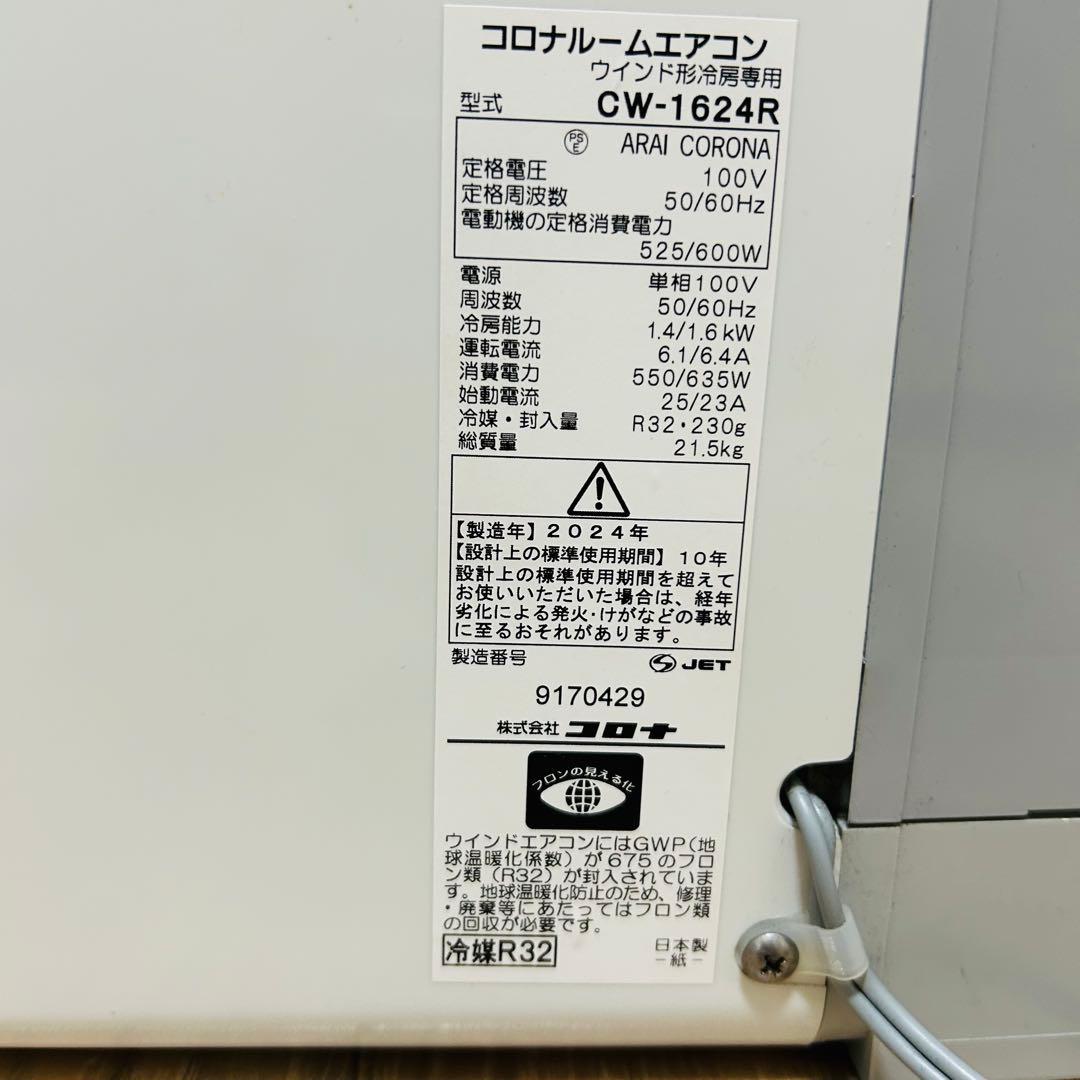 コロナルームエアコン
ウインド形冷房専用
型式 CW-1624R
PSE ARAI CORONA
定格電圧 100V
定格周波数 50/60Hz
電動機の定格消費電力
525/600W
電源 単相100V
周波数 50/60Hz
冷房能力 1.4/1.6kW
運転電流 6.1/6.4A
消費電力 550/635W
始動電流 25/23A
冷媒・封入量 R32・230g
総質量 21.5kg
【製造年】2024年
【設計上の標準使用期間】10年
設計上の標準使用期間を超えて
お使いいただいた場合は、経年
劣化による発火・けがなどの事故
に至るおそれがあります。
製造番号 JET
9170429
株式会社 コロナ
フロンの見える化
ウインドエアコンにはGWP(地
球温暖化係数)が675のフロ
ン類(R32)が封入されていま
す。地球温暖化防止のため、修理
・廃棄等にあたってはフロン類
の回収が必要です。
冷媒R32 日本製
－紙－